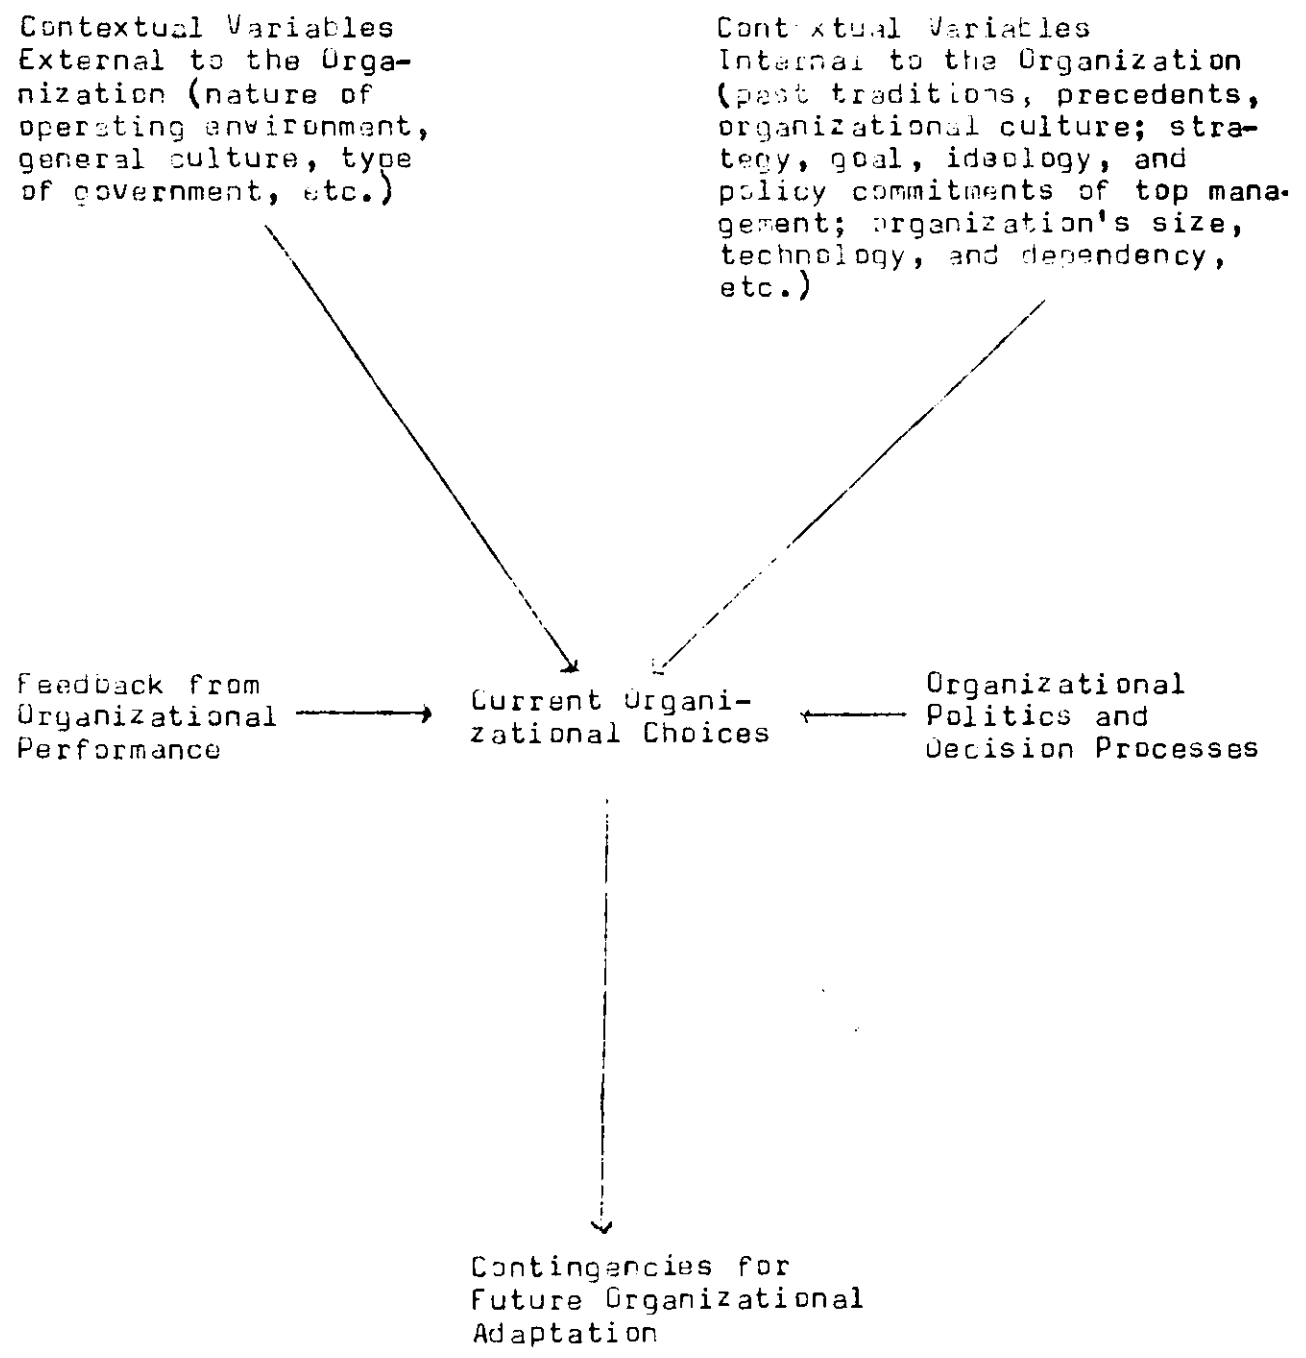 Contextual Variables
External to the Orga-
nization (nature of
operating environment,
general culture, type
of government, etc.)
Contextual Variables
Internal to the Organization
(past traditions, precedents,
organizational culture; stra-
tegy, goal, ideology, and
policy commitments of top mana-
gement; organization's size,
technology, and dependency,
etc.)
Feedback from
Organizational
Performance
Current Organi-
zational Choices
Organizational
Politics and
Decision Processes
Contingencies for
Future Organizational
Adaptation